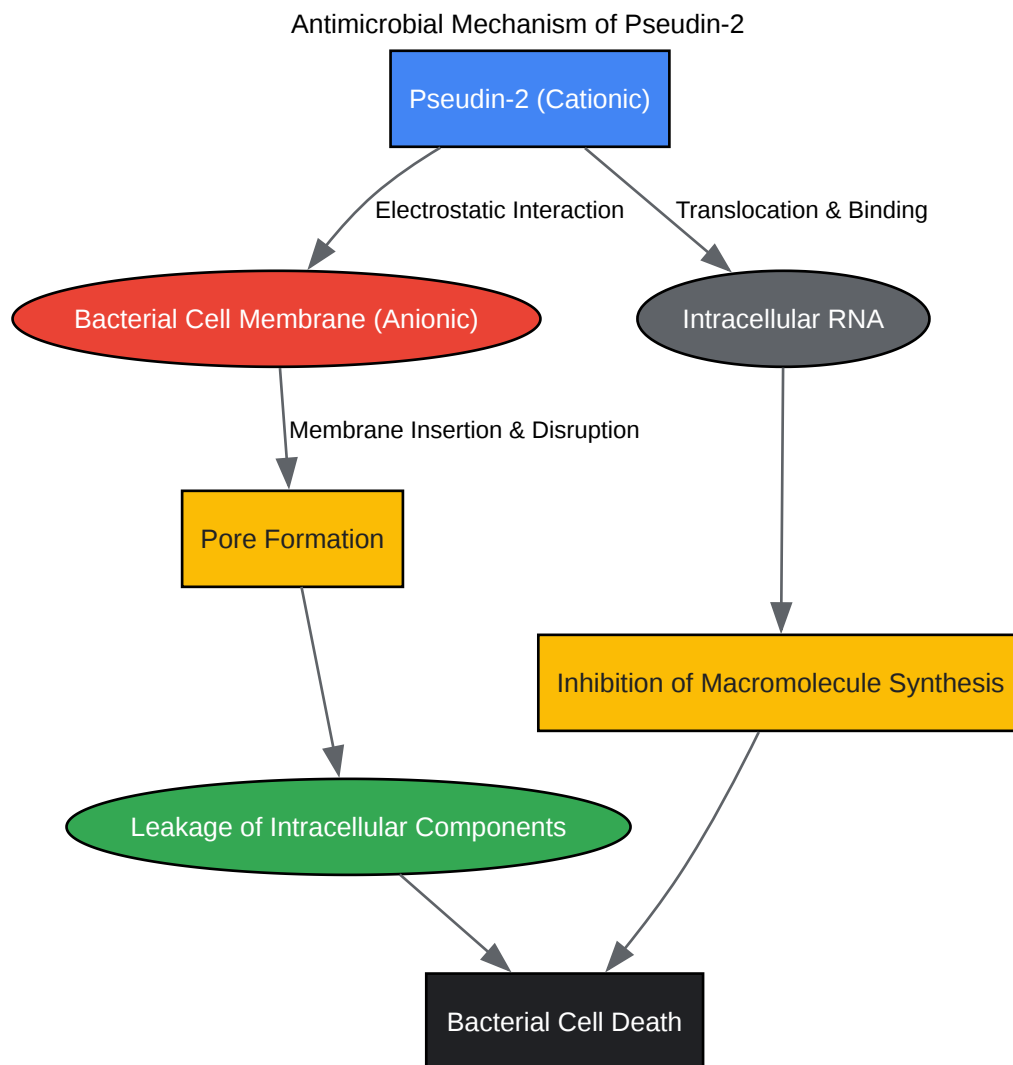 Antimicrobial Mechanism of Pseudin-2
Pseudin-2 (Cationic)
Electrostatic Interaction
Translocation & Binding
Bacterial Cell Membrane (Anionic)
Intracellular RNA
Membrane Insertion & Disruption
Pore Formation
Inhibition of Macromolecule Synthesis
Leakage of Intracellular Components
Bacterial Cell Death